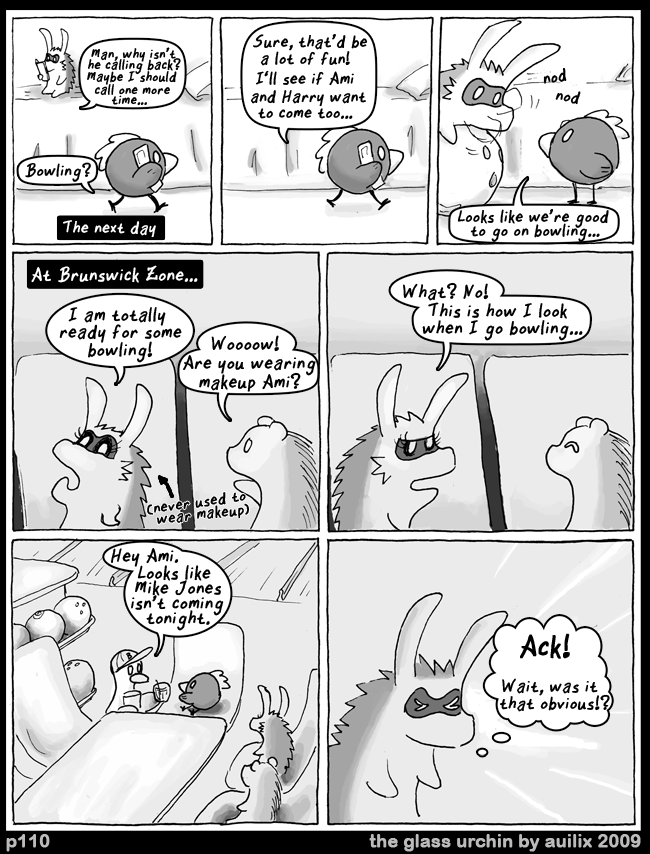 Man, why isn't
he calling back?
Maybe I should
call one more
time...
Bowling?
The next day
Sure, that'd be
a lot of fun!
I'll see if Ami
and Harry want
to come too...
nod
nod
Looks like we're good
to go on bowling...
At Brunswick Zone...
I am totally
ready for some
bowling!
Woooow!
Are you wearing
makeup Ami?
(never used to
wear makeup)
What? No!
This is how I look
when I go bowling...
Hey Ami.
Looks like
Mike Jones
isn't coming
tonight.
B
Ack!
Wait, was it
that obvious!?
p110
the glass urchin by auilix 2009